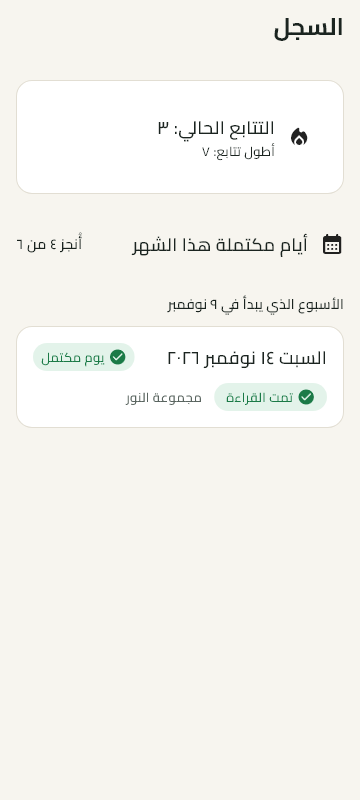 السجل
التتابع الحالي: ٣
أطول تتابع: ٧
أيام مكتملة هذا الشهر
أُنجز ٤ من ٦
الأسبوع الذي يبدأ في ٩ نوفمبر
السبت ١٤ نوفمبر ٢٠٢٦
يوم مكتمل
تمت القراءة
مجموعة النور